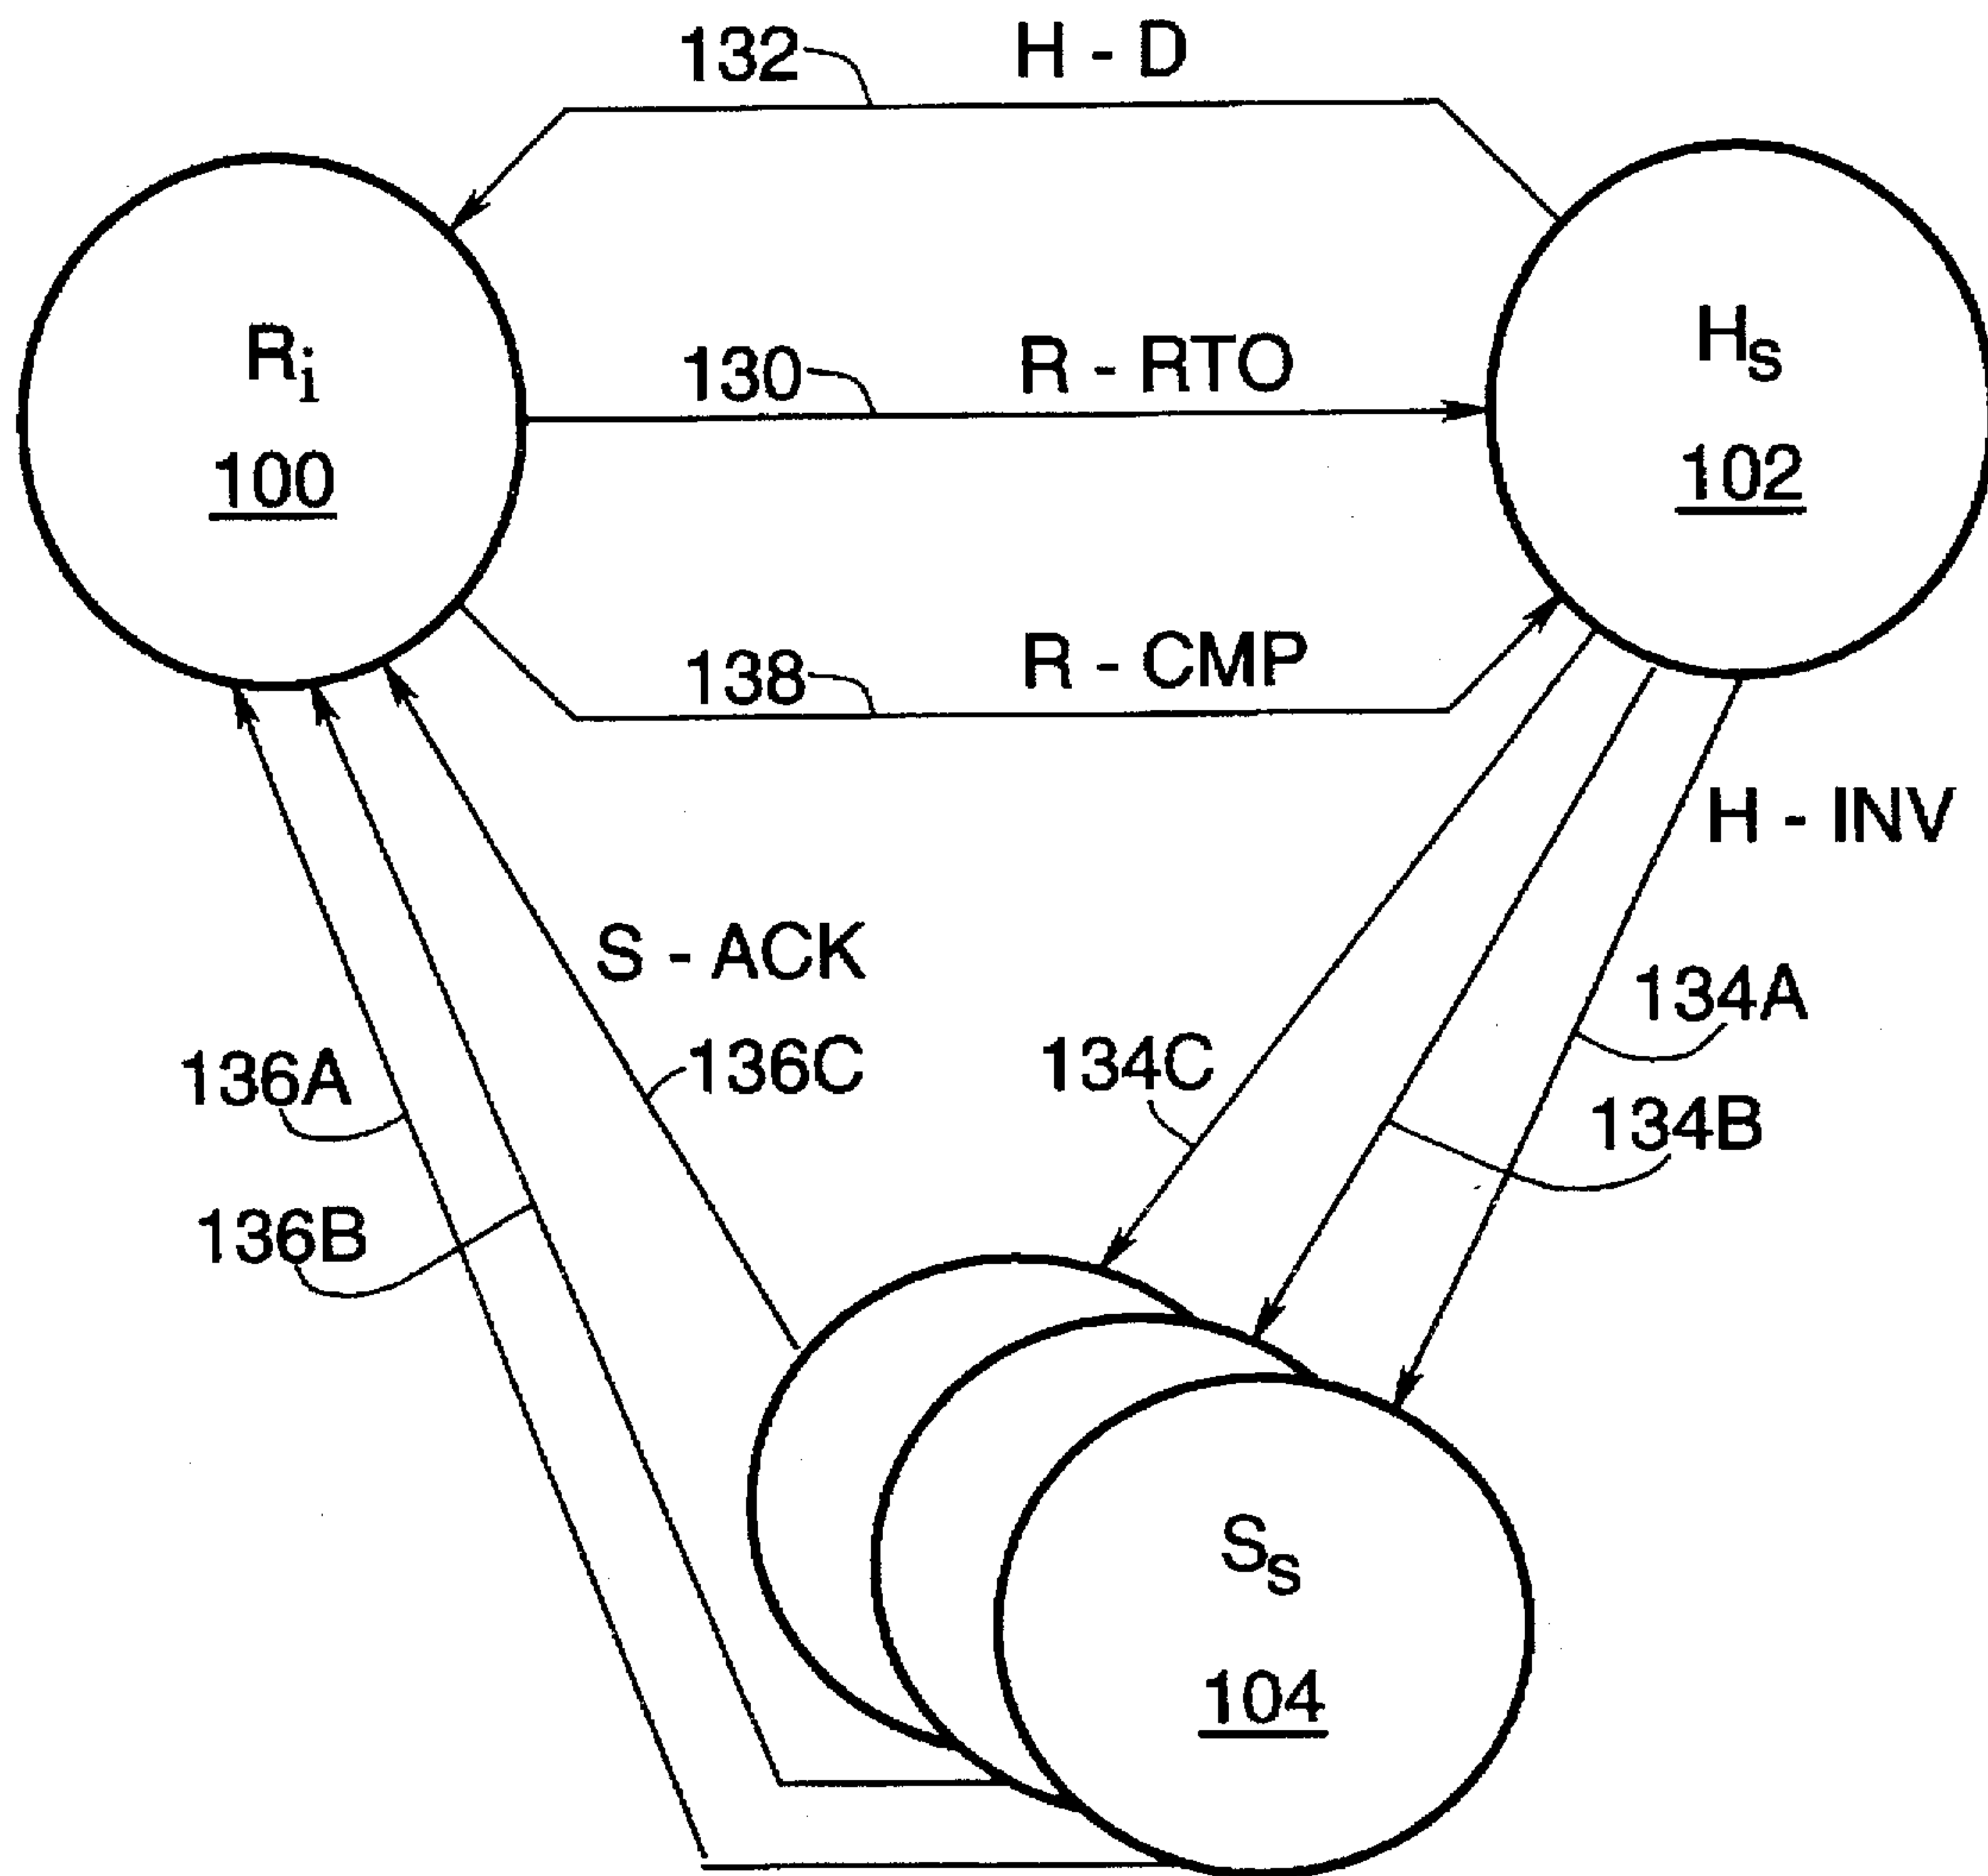 132 H - D
Ri
100
130 R - RTO
Hs
102
138 R - CMP
H - INV
S - ACK
134A
136A
136C
134C
134B
136B
Ss
104